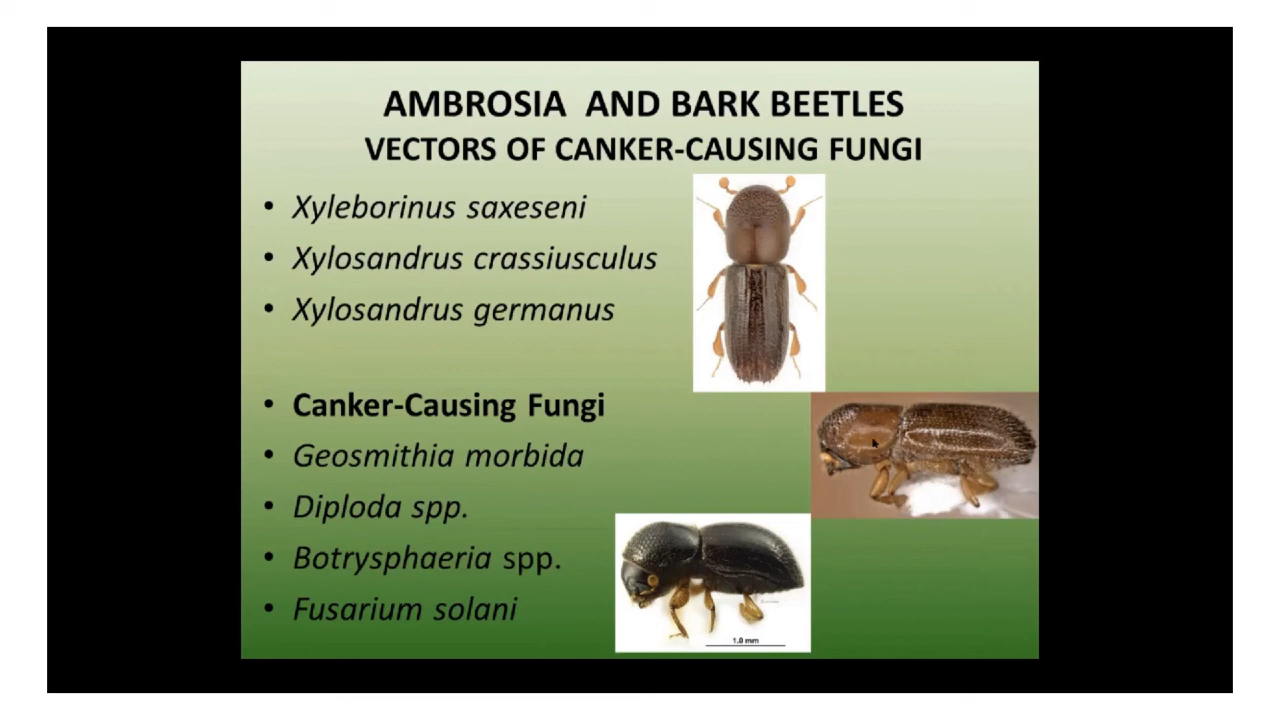 AMBROSIA AND BARK BEETLES
VECTORS OF CANKER-CAUSING FUNGI
• Xyleborinus saxeseni
• Xylosandrus crassiusculus
• Xylosandrus germanus
• Canker-Causing Fungi
• Geosmithia morbida
• Diploda spp.
• Botrysphaeria spp.
• Fusarium solani
1.0 mm